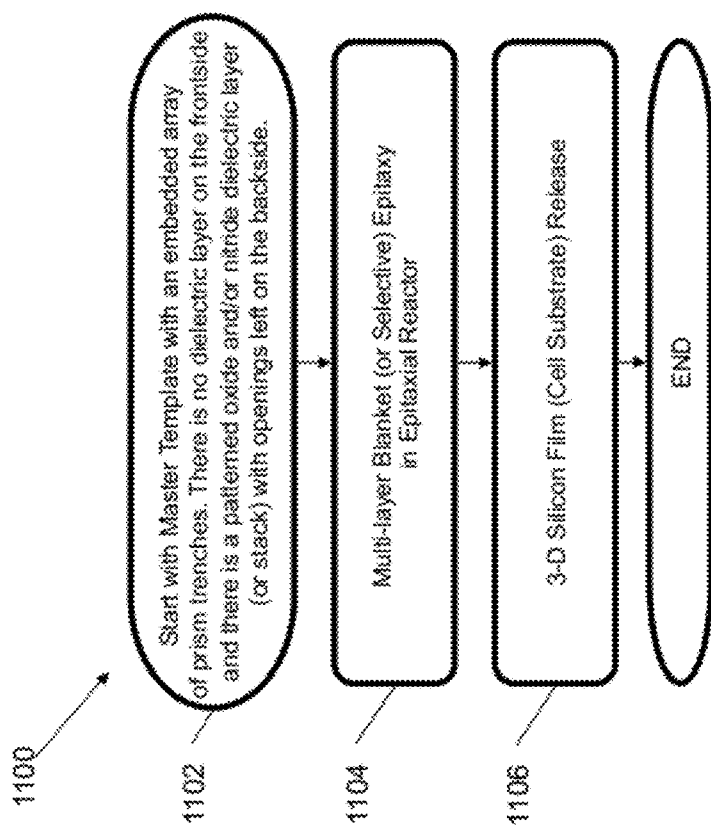 1100
1102
Start with Master Template with an embedded array
of prism trenches. There is no dielectric layer on the frontside
and there is a patterned oxide and/or nitride dielectric layer
(or stack) with openings left on the backside.
1104
Multi-layer Blanket (or Selective) Epitaxy
in Epitaxial Reactor
1106
3-D Silicon Film (Cell Substrate) Release
END